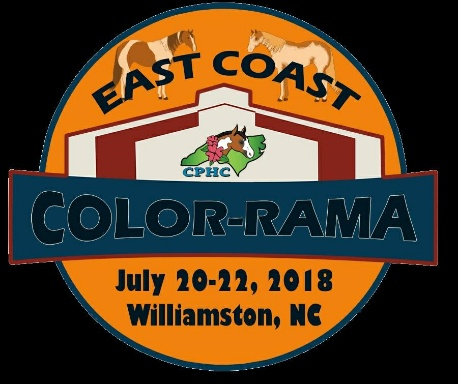 EAST COAST
CPHC
COLOR-RAMA
July 20-22, 2018
Williamston, NC